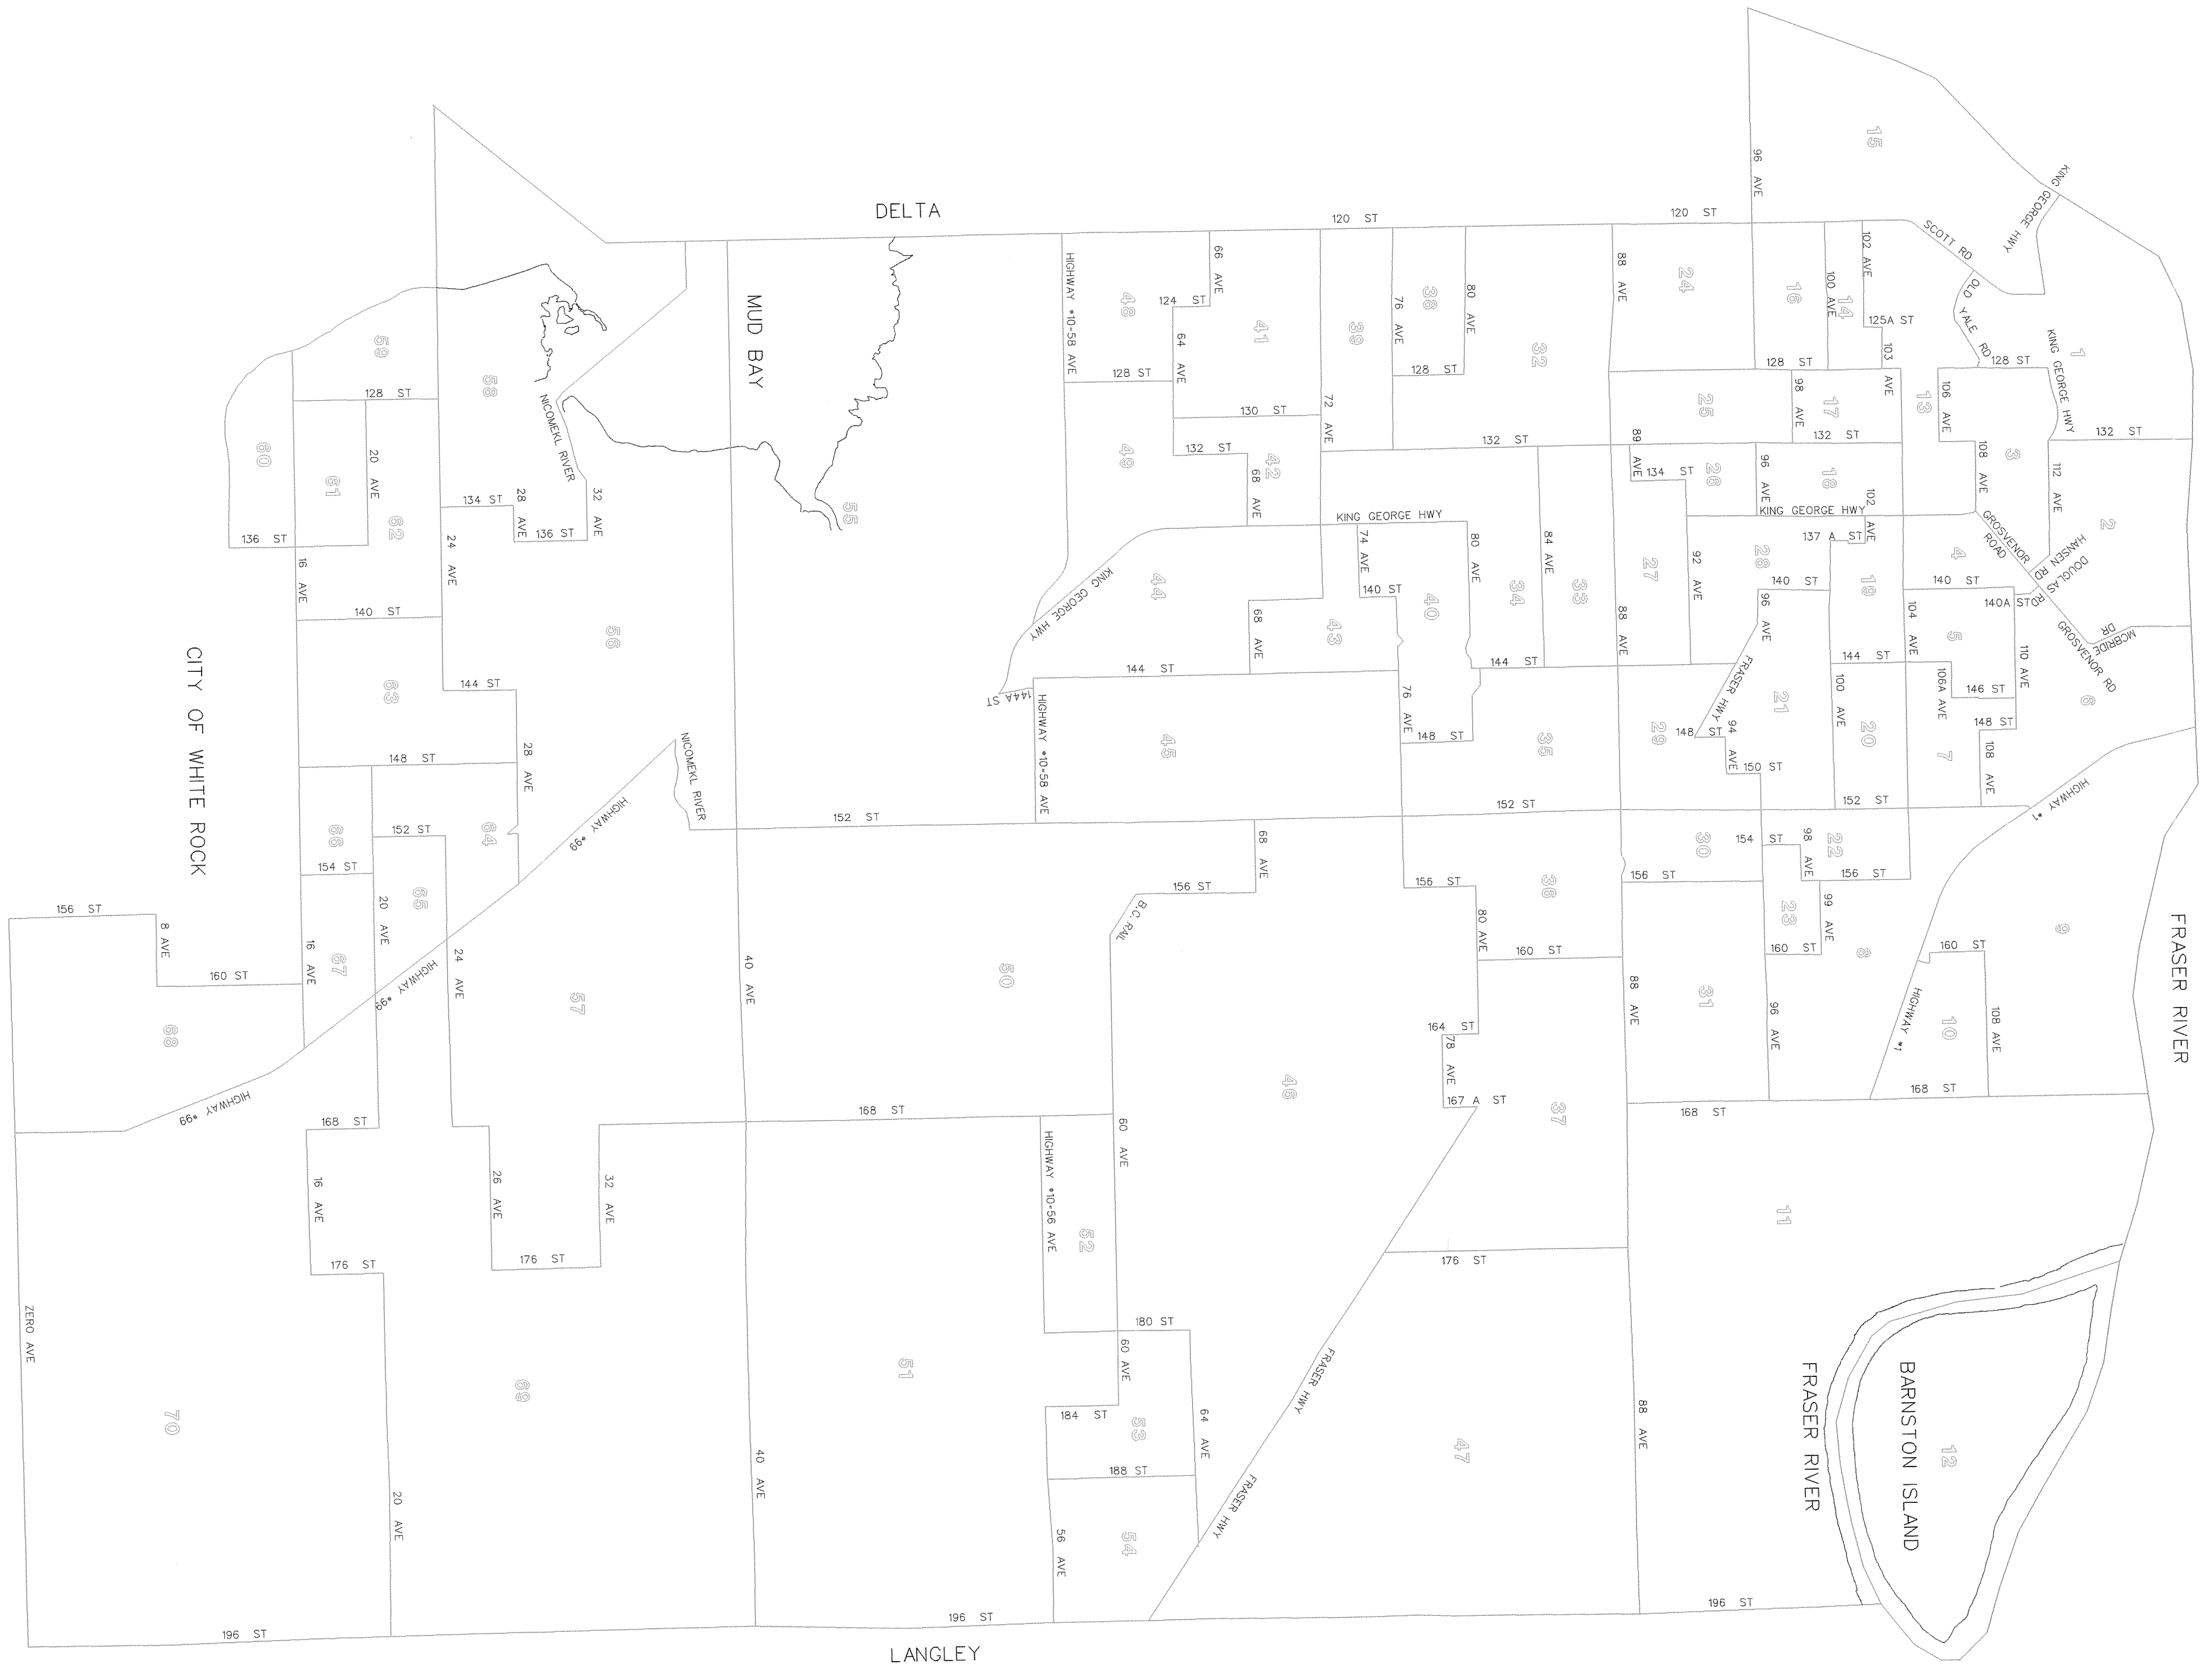 DELTA
120 ST
120 ST
96 AVE
15
KING GEORGE HWY
SCOTT RD
OLD YALE RD
102 AVE
100 AVE
14
125A ST
103 AVE
16
24
88 AVE
80 AVE
38
76 AVE
39
32
66 AVE
124 ST
48
41
64 AVE
HIGHWAY #10-58 AVE
128 ST
128 ST
128 ST
128 ST
KING GEORGE HWY
1
MUD BAY
59
58
128 ST
NICOMEKL RIVER
60
61
20 AVE
62
134 ST
28 AVE
136 ST
32 AVE
136 ST
16 AVE
24 AVE
140 ST
55
49
130 ST
132 ST
42
68 AVE
72 AVE
132 ST
25
98 AVE
17
132 ST
106 AVE
13
108 AVE
3
112 AVE
132 ST
89 AVE
134 ST
26
96 AVE
18
102 AVE
KING GEORGE HWY
KING GEORGE HWY
137 A ST
GROSVENOR ROAD
HANSEN RD
DOUGLAS RD
2
4
140 ST
140A ST
GROSVENOR RD
MCBRIDE DR
74 AVE
140 ST
40
80 AVE
34
84 AVE
33
88 AVE
27
92 AVE
28
140 ST
96 AVE
19
104 AVE
5
110 AVE
6
KING GEORGE HWY
44
68 AVE
43
144 ST
144 ST
144 ST
144A ST
HIGHWAY #10-58 AVE
56
CITY OF WHITE ROCK
63
144 ST
148 ST
28 AVE
NICOMEKL RIVER
HIGHWAY #99
45
76 AVE
148 ST
35
29
FRASER HWY
148 ST
94 AVE
150 ST
21
100 AVE
20
106A AVE
146 ST
148 ST
7
108 AVE
HIGHWAY #1
152 ST
152 ST
152 ST
66
152 ST
64
154 ST
65
20 AVE
68 AVE
156 ST
B.C. RAIL
156 ST
36
80 AVE
30
156 ST
154 ST
98 AVE
22
156 ST
23
99 AVE
160 ST
8
9
FRASER RIVER
156 ST
8 AVE
160 ST
16 AVE
67
24 AVE
HIGHWAY #99
57
40 AVE
50
160 ST
88 AVE
31
96 AVE
160 ST
HIGHWAY #1
10
108 AVE
68
HIGHWAY #99
168 ST
168 ST
60 AVE
46
164 ST
78 AVE
167 A ST
37
168 ST
168 ST
16 AVE
26 AVE
32 AVE
176 ST
176 ST
HIGHWAY #10-56 AVE
52
176 ST
11
180 ST
60 AVE
ZERO AVE
70
69
51
184 ST
53
64 AVE
FRASER HWY
47
88 AVE
FRASER RIVER
BARNSTON ISLAND
12
20 AVE
40 AVE
188 ST
56 AVE
54
FRASER HWY
196 ST
196 ST
196 ST
LANGLEY